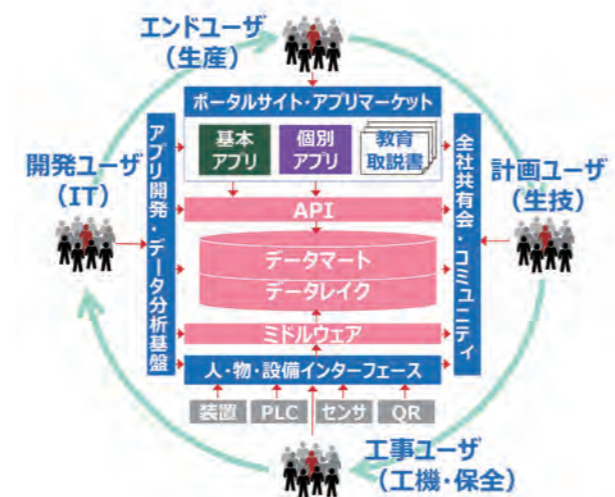 エンドユーザ
(生産)
ポータルサイト・アプリマーケット
基本
アプリ
個別
アプリ
教育
取説書
開発ユーザ
(IT)
アプリ開発・データ分析基盤
全社共有会・コミュニティ
計画ユーザ
(生技)
API
データマート
データレイク
ミドルウェア
人・物・設備インターフェース
装置
PLC
センサ
QR
工事ユーザ
(工機・保全)